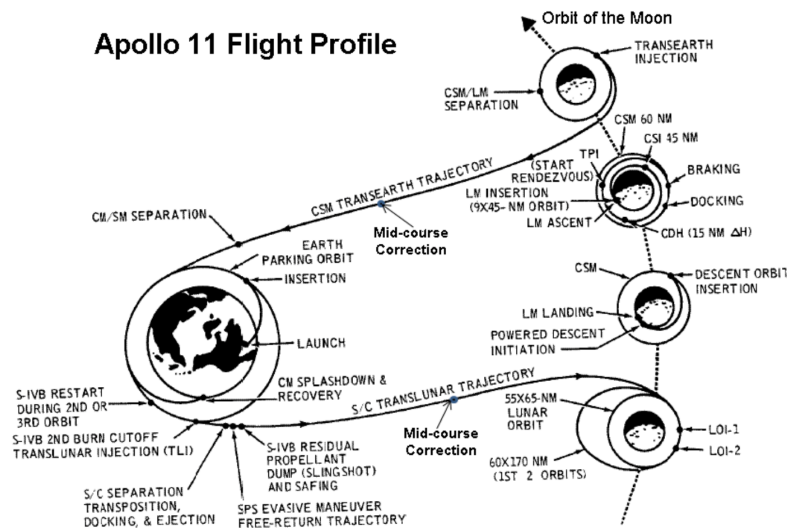 Orbit of the Moon
Apollo 11 Flight Profile
TRANSEARTH
INJECTION
CSM/LM
SEPARATION
CSM 60 NM
CSI 45 NM
TPI
(START
RENDEZVOUS)
BRAKING
LM INSERTION
(9X45-NM ORBIT)
DOCKING
LM ASCENT
CDH (15 NM ΔH)
CSM TRANSEARTH TRAJECTORY
Mid-course
Correction
CM/SM SEPARATION
EARTH
PARKING ORBIT
INSERTION
CSM
DESCENT ORBIT
INSERTION
LM LANDING
POWERED DESCENT
INITIATION
LAUNCH
CM SPLASHDOWN &
RECOVERY
S/C TRANSLUNAR TRAJECTORY
Mid-course
Correction
S-IVB RESTART
DURING 2ND OR
3RD ORBIT
S-IVB 2ND BURN CUTOFF
TRANSLUNAR INJECTION (TLI)
55X65-NM
LUNAR
ORBIT
LOI-1
LOI-2
60X170 NM
(1ST 2 ORBITS)
S-IVB RESIDUAL
PROPELLANT
DUMP (SLINGSHOT)
AND SAFING
S/C SEPARATION
TRANSPOSITION,
DOCKING, & EJECTION
SPS EVASIVE MANEUVER
FREE-RETURN TRAJECTORY